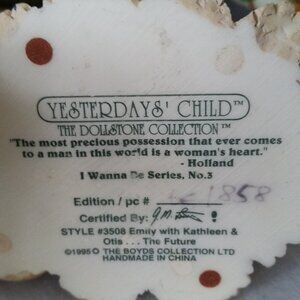 YESTERDAYS' CHILD™
THE DOLLSTONE COLLECTION™
"The most precious possession that ever comes
to a man in this world is a woman's heart."
- Holland
I Wanna Be Series, No.3
Edition / pc # 1858
Certified By:
STYLE #3508 Emily with Kathleen &
Otis . . . The Future
©1995 © THE BOYDS COLLECTION LTD
HANDMADE IN CHINA